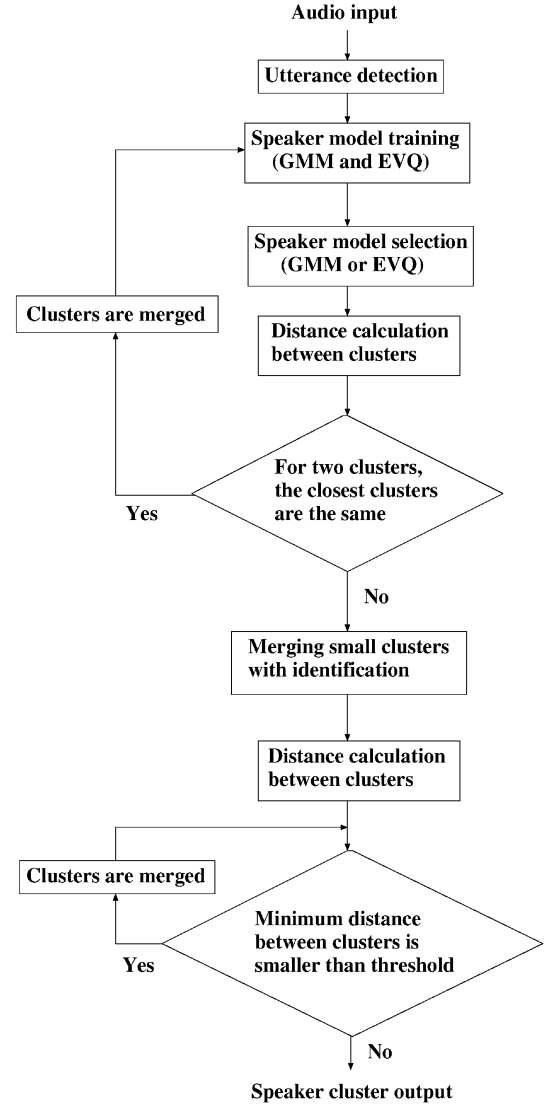 Audio input
Utterance detection
Speaker model training
(GMM and EVQ)
Speaker model selection
(GMM or EVQ)
Clusters are merged
Distance calculation
between clusters
For two clusters,
the closest clusters
are the same
Yes
No
Merging small clusters
with identification
Distance calculation
between clusters
Clusters are merged
Minimum distance
between clusters is
smaller than threshold
Yes
No
Speaker cluster output